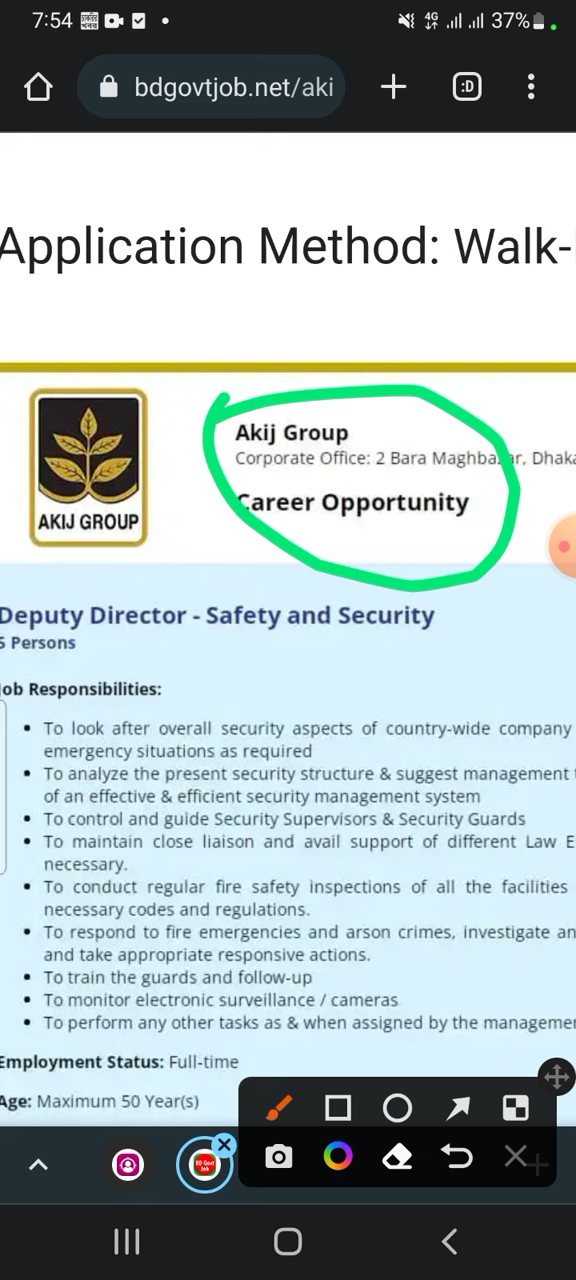 7:54
4G
37%
bdgovtjob.net/aki
:D
Application Method: Walk-
Akij Group
Corporate Office: 2 Bara Maghbazar, Dhaka
Career Opportunity
AKIJ GROUP
Deputy Director - Safety and Security
5 Persons
Job Responsibilities:
• To look after overall security aspects of country-wide company
emergency situations as required
• To analyze the present security structure & suggest management
of an effective & efficient security management system
• To control and guide Security Supervisors & Security Guards
• To maintain close liaison and avail support of different Law E
necessary.
• To conduct regular fire safety inspections of all the facilities
necessary codes and regulations.
• To respond to fire emergencies and arson crimes, investigate an
and take appropriate responsive actions.
• To train the guards and follow-up
• To monitor electronic surveillance / cameras
• To perform any other tasks as & when assigned by the managemen
Employment Status: Full-time
Age: Maximum 50 Year(s)
BD Govt
Job